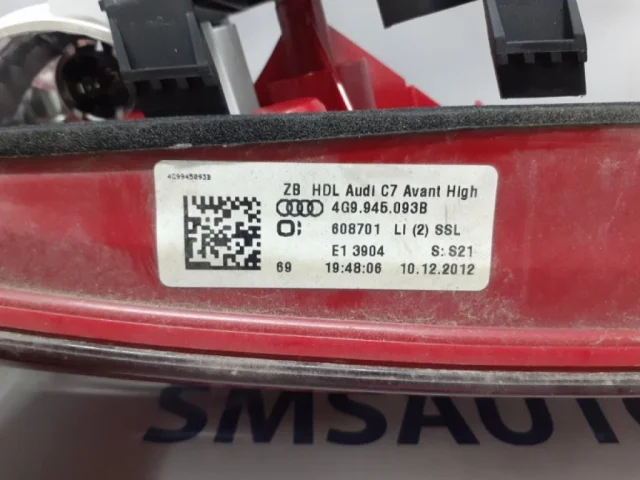 4G9945093B
ZB HDL Audi C7 Avant High
4G9.945.093B
608701 LI (2) SSL
E1 3904 S: S21
69 19:48:06 10.12.2012
SMSAUTO